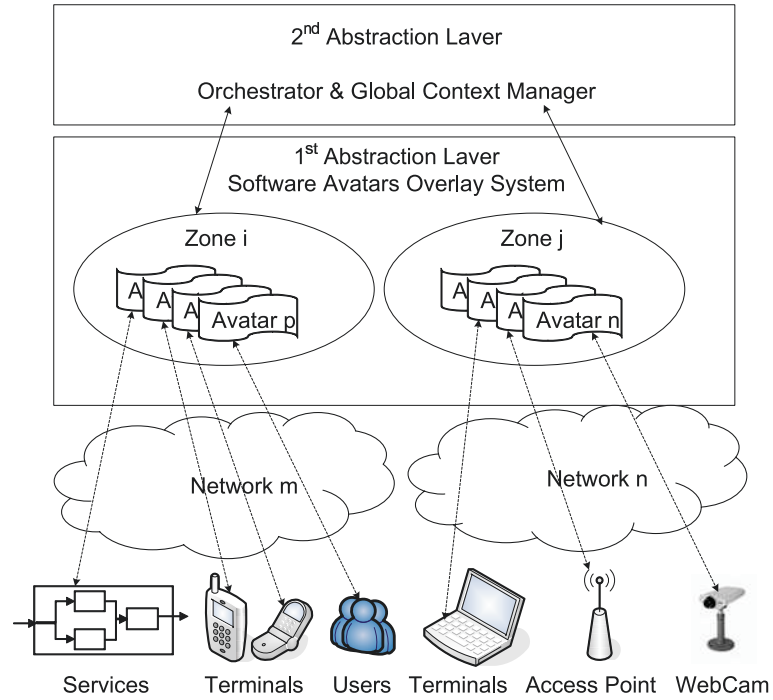 2nd Abstraction Laver
Orchestrator & Global Context Manager
1st Abstraction Laver
Software Avatars Overlay System
Zone i
Zone j
A
A
A
Avatar p
A
A
A
Avatar n
Network m
Network n
Services
Terminals
Users
Terminals
Access Point
WebCam